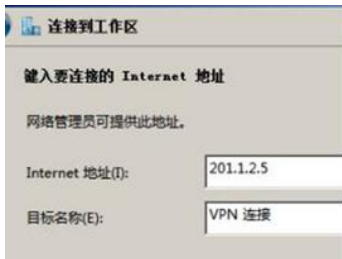 连接到工作区
键入要连接的 Internet 地址
网络管理员可提供此地址。
Internet 地址(I): 201.1.2.5
目标名称(E): VPN 连接